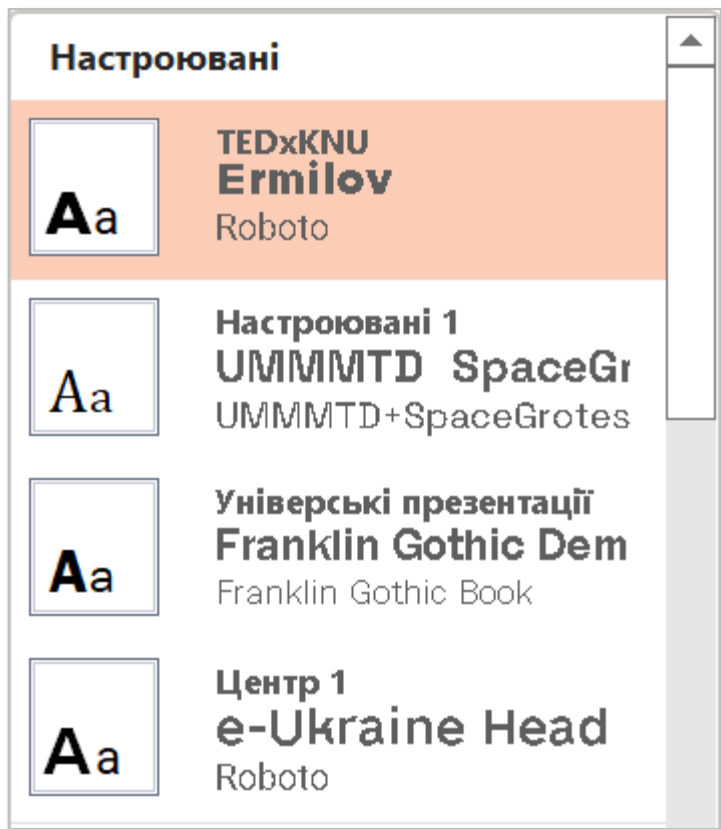 Настроювані
Aa
TEDxKNU
Ermilov
Roboto
Aa
Настроювані 1
UMMMTD SpaceGr
UMMMTD+SpaceGrotes
Aa
Універські презентації
Franklin Gothic Dem
Franklin Gothic Book
Aa
Центр 1
e-Ukraine Head
Roboto